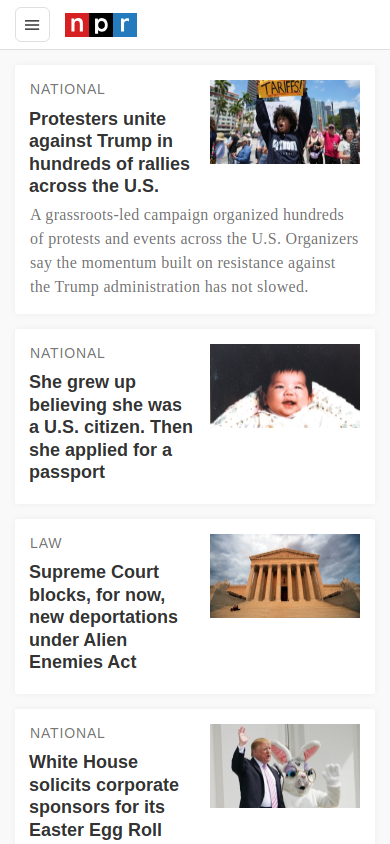 npr
NATIONAL
Protesters unite
against Trump in
hundreds of rallies
across the U.S.
TARIFFS!
A grassroots-led campaign organized hundreds
of protests and events across the U.S. Organizers
say the momentum built on resistance against
the Trump administration has not slowed.
NATIONAL
She grew up
believing she was
a U.S. citizen. Then
she applied for a
passport
LAW
Supreme Court
blocks, for now,
new deportations
under Alien
Enemies Act
NATIONAL
White House
solicits corporate
sponsors for its
Easter Egg Roll